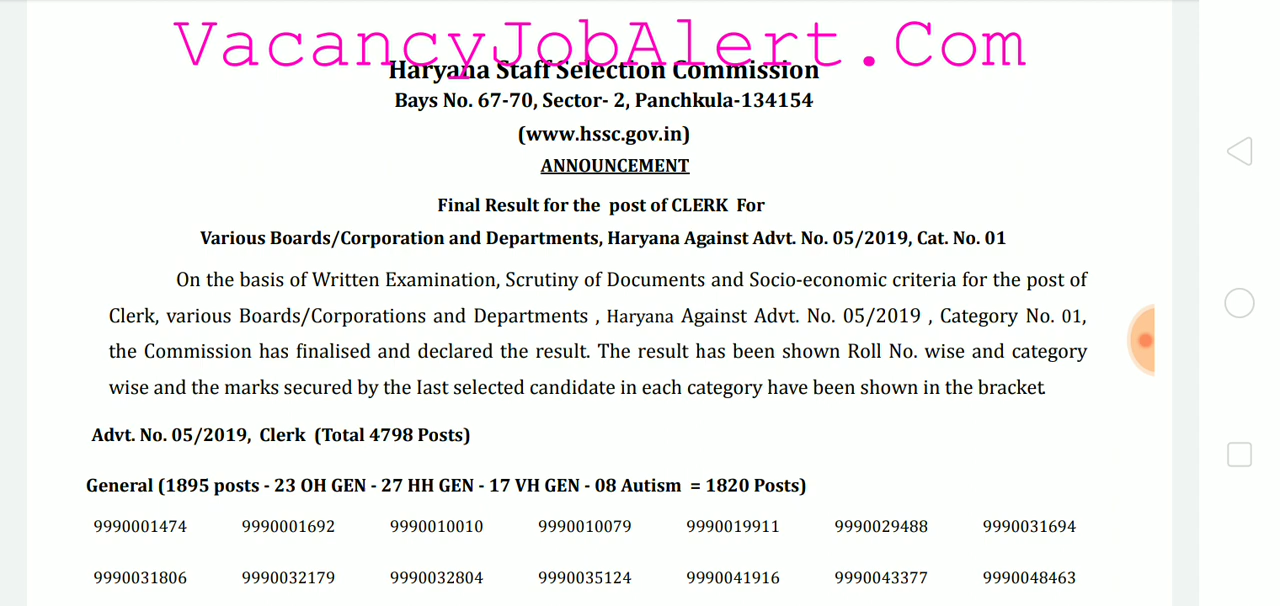 VacancyJobAlert.Com
Haryana Staff Selection Commission
Bays No. 67-70, Sector- 2, Panchkula-134154
(www.hssc.gov.in)
ANNOUNCEMENT
Final Result for the post of CLERK For
Various Boards/Corporation and Departments, Haryana Against Advt. No. 05/2019, Cat. No. 01
On the basis of Written Examination, Scrutiny of Documents and Socio-economic criteria for the post of
Clerk, various Boards/Corporations and Departments , Haryana Against Advt. No. 05/2019 , Category No. 01,
the Commission has finalised and declared the result. The result has been shown Roll No. wise and category
wise and the marks secured by the last selected candidate in each category have been shown in the bracket.
Advt. No. 05/2019, Clerk (Total 4798 Posts)
General (1895 posts - 23 OH GEN - 27 HH GEN - 17 VH GEN - 08 Autism = 1820 Posts)
9990001474 9990001692 9990010010 9990010079 9990019911 9990029488 9990031694
9990031806 9990032179 9990032804 9990035124 9990041916 9990043377 9990048463